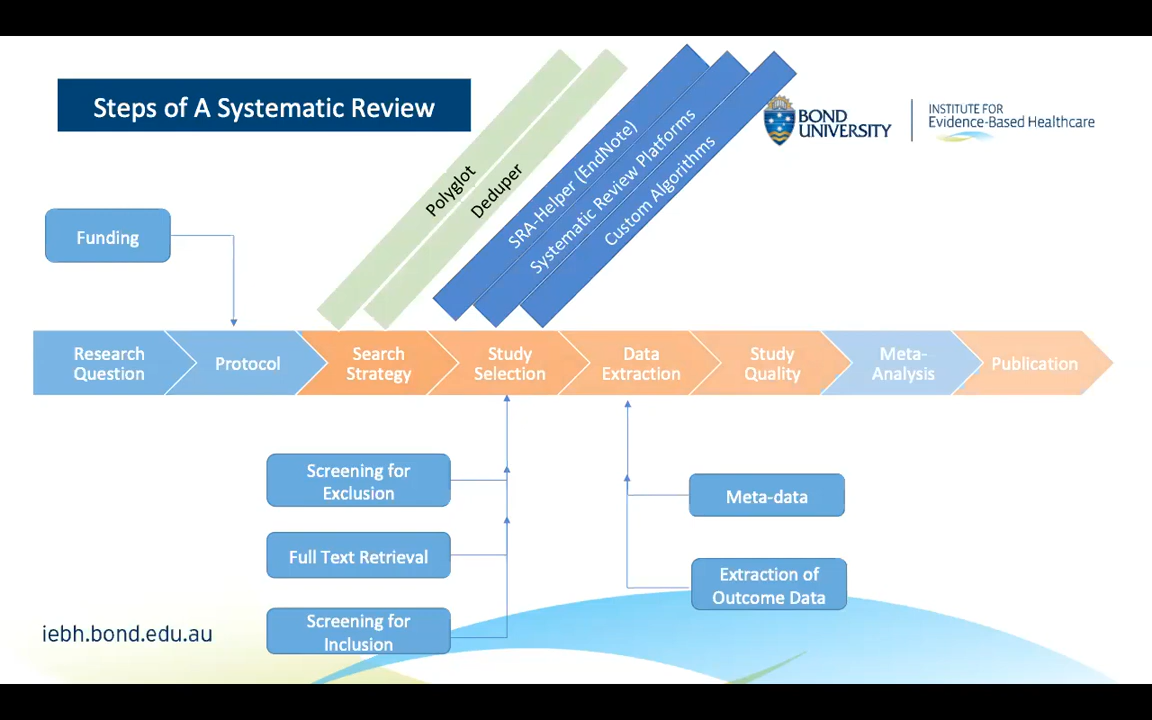 Steps of A Systematic Review
BOND
UNIVERSITY
INSTITUTE FOR
Evidence-Based Healthcare
Polyglot
Deduper
SRA-Helper (EndNote)
Systematic Review Platforms
Custom Algorithms
Funding
Research
Question
Protocol
Search
Strategy
Study
Selection
Data
Extraction
Study
Quality
Meta-
Analysis
Publication
Screening for
Exclusion
Full Text Retrieval
Screening for
Inclusion
Meta-data
Extraction of
Outcome Data
iebh.bond.edu.au